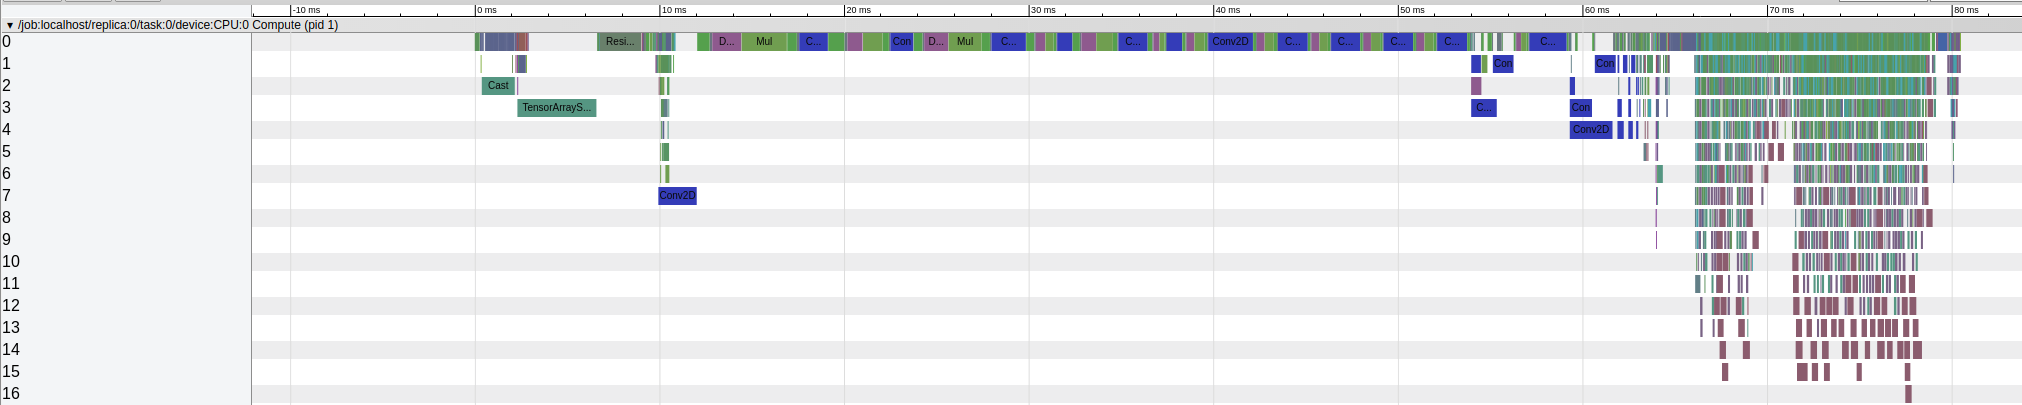 -10 ms 0 ms 10 ms 20 ms 30 ms 40 ms 50 ms 60 ms 70 ms 80 ms
▼ /job:localhost/replica:0/task:0/device:CPU:0 Compute (pid 1)
0 Resi... D... Mul C... Con D... Mul C... C... Conv2D C... C... C... C... C...
1 Con Con
2 Cast
3 TensorArrayS... C... Con
4 Conv2D
5
6
7 Conv2D
8
9
10
11
12
13
14
15
16